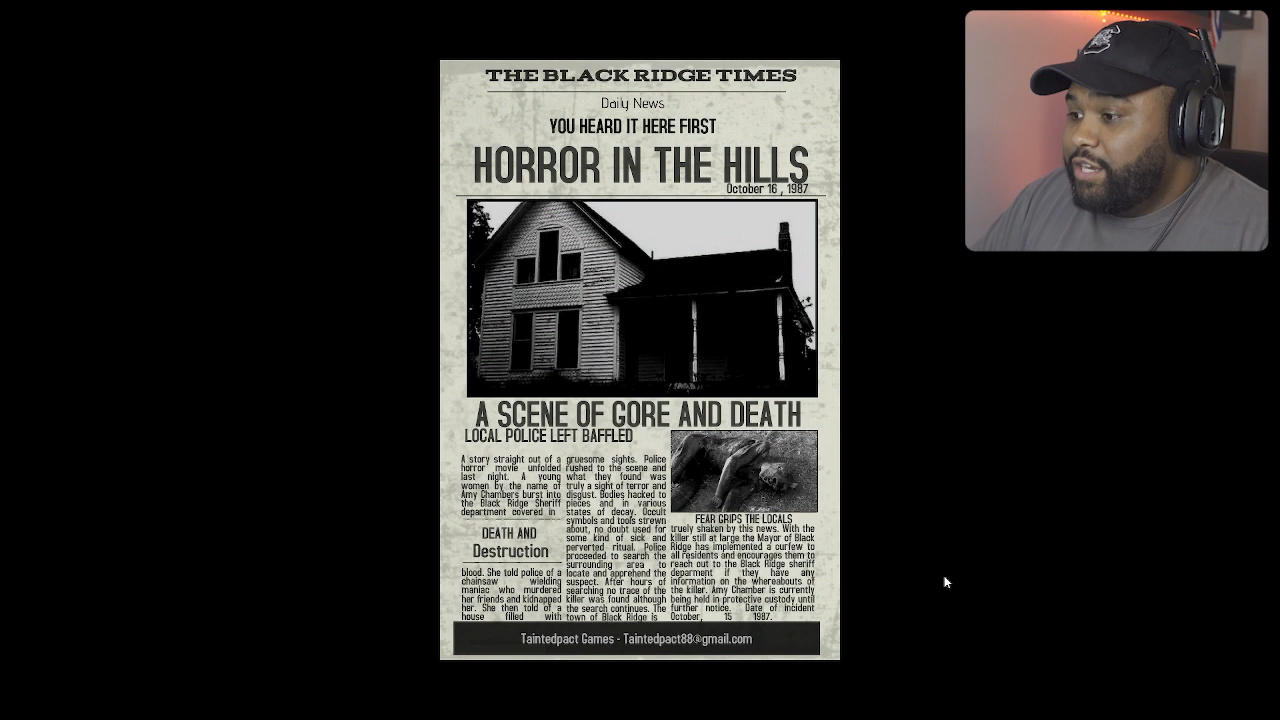 THE BLACK RIDGE TIMES
Daily News
YOU HEARD IT HERE FIRST
HORROR IN THE HILLS
October 16 , 1987
A SCENE OF GORE AND DEATH
LOCAL POLICE LEFT BAFFLED
A story straight out of a
horror movie unfolded
last night. A young
women by the name of
Amy Chambers burst into
the Black Ridge Sheriff
department covered in
DEATH AND
Destruction
blood. She told police of a
chainsaw wielding
maniac who murdered
her friends and kidnapped
her. She then told of a
house filled with
gruesome sights. Police
rushed to the scene and
what they found was
truly a sight of terror and
disgust. Bodies hacked to
pieces and in various
states of decay. Occult
symbols and tools strewn
about, no doubt used for
some kind of sick and
perverted ritual. Police
proceeded to search the
surrounding area to
locate and apprehend the
suspect. After hours of
searching no trace of the
killer was found although
the search continues. The
town of Black Ridge is
FEAR GRIPS THE LOCALS
truely shaken by this news. With the
killer still at large the Mayor of Black
Ridge has implemented a curfew to
all residents and encourages them to
reach out to the Black Ridge sheriff
deparment if they have any
information on the whereabouts of
the killer. Amy Chamber is currently
being held in protective custody until
further notice. Date of incident
October, 15 1987.
Taintedpact Games - Taintedpact88@gmail.com